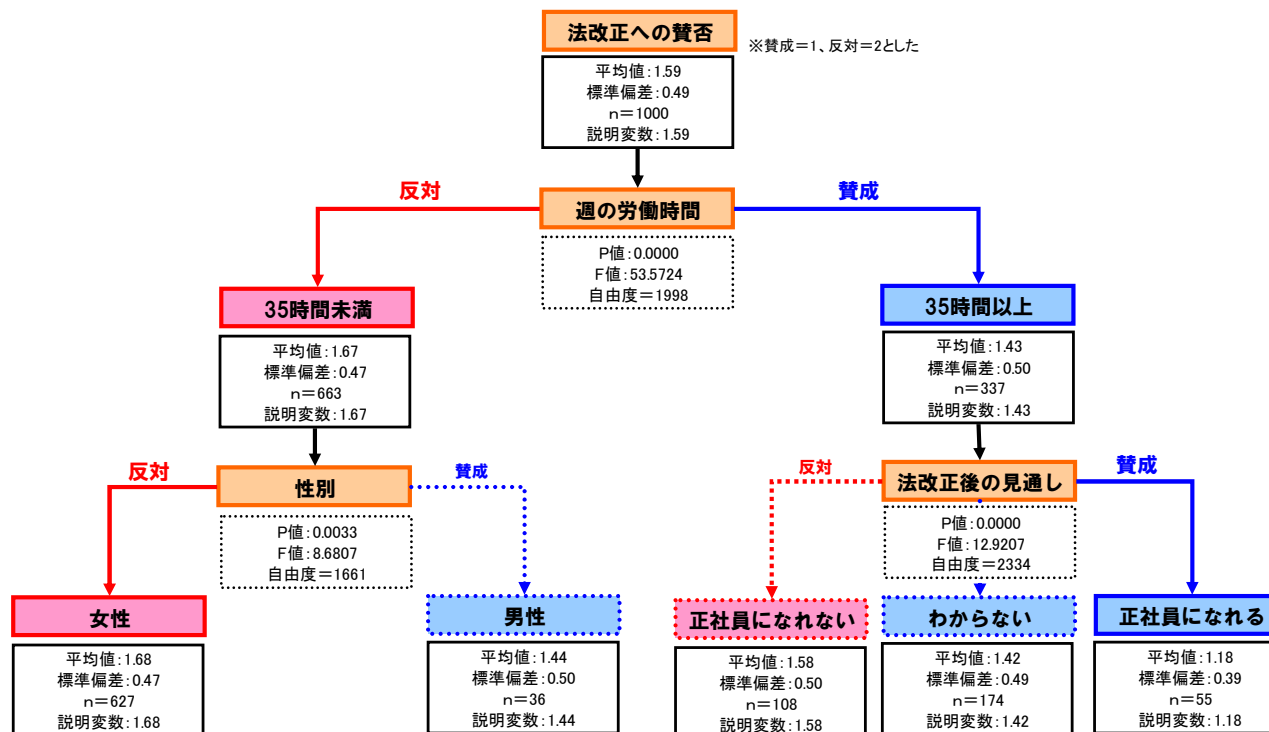 法改正への賛否
※賛成=1、反対=2とした
平均値:1.59
標準偏差:0.49
n=1000
説明変数:1.59
反対
賛成
週の労働時間
P値:0.0000
F値:53.5724
自由度=1998
35時間未満
平均値:1.67
標準偏差:0.47
n=663
説明変数:1.67
35時間以上
平均値:1.43
標準偏差:0.50
n=337
説明変数:1.43
反対
賛成
性別
P値:0.0033
F値:8.6807
自由度=1661
反対
賛成
法改正後の見通し
P値:0.0000
F値:12.9207
自由度=2334
女性
平均値:1.68
標準偏差:0.47
n=627
説明変数:1.68
男性
平均値:1.44
標準偏差:0.50
n=36
説明変数:1.44
正社員になれない
平均値:1.58
標準偏差:0.50
n=108
説明変数:1.58
わからない
平均値:1.42
標準偏差:0.49
n=174
説明変数:1.42
正社員になれる
平均値:1.18
標準偏差:0.39
n=55
説明変数:1.18